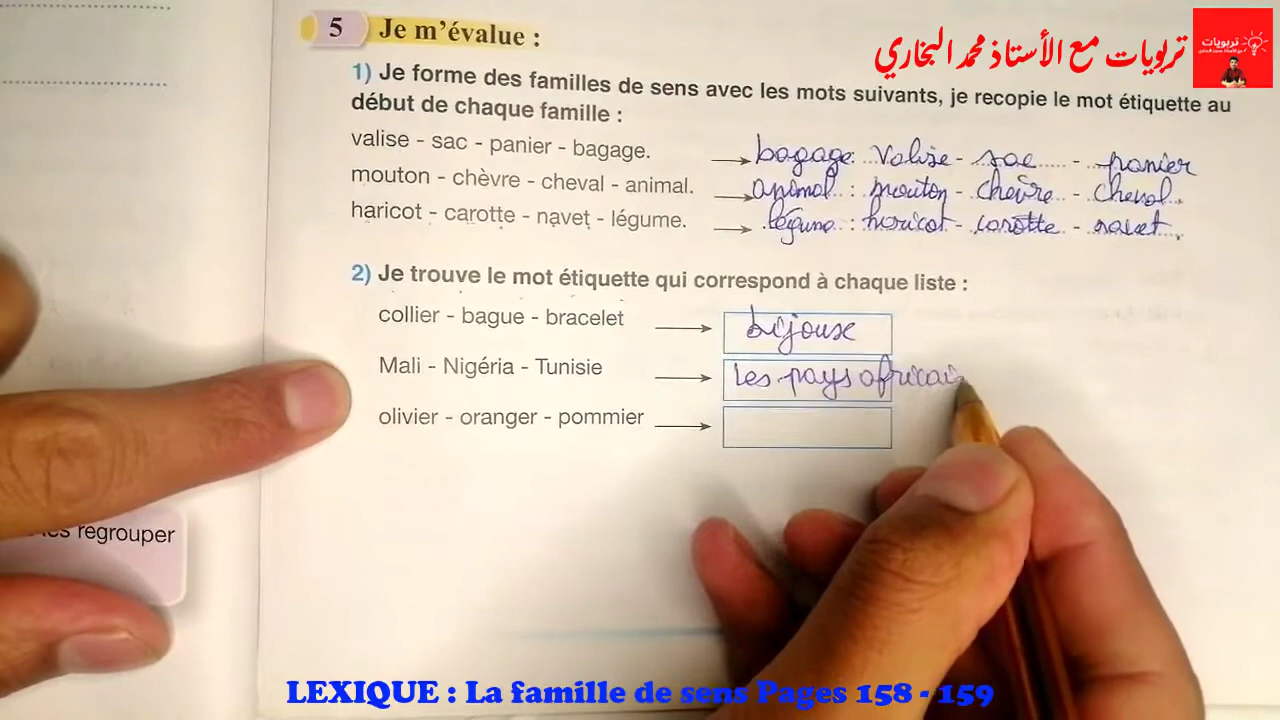 5 Je m'évalue :
تربويات مع الأستاذ محمد البخاري
تربويات
1) Je forme des familles de sens avec les mots suivants, je recopie le mot étiquette au
début de chaque famille :
valise - sac - panier - bagage. bagage: valise - sac - panier
mouton - chèvre - cheval - animal. animal : mouton - chèvre - cheval
haricot - carotte - navet - légume. légume : haricot - carotte - navet
2) Je trouve le mot étiquette qui correspond à chaque liste :
collier - bague - bracelet bijoux
Mali - Nigéria - Tunisie les pays africai
olivier - oranger - pommier
regrouper
LEXIQUE : La famille de sens Pages 158 - 159